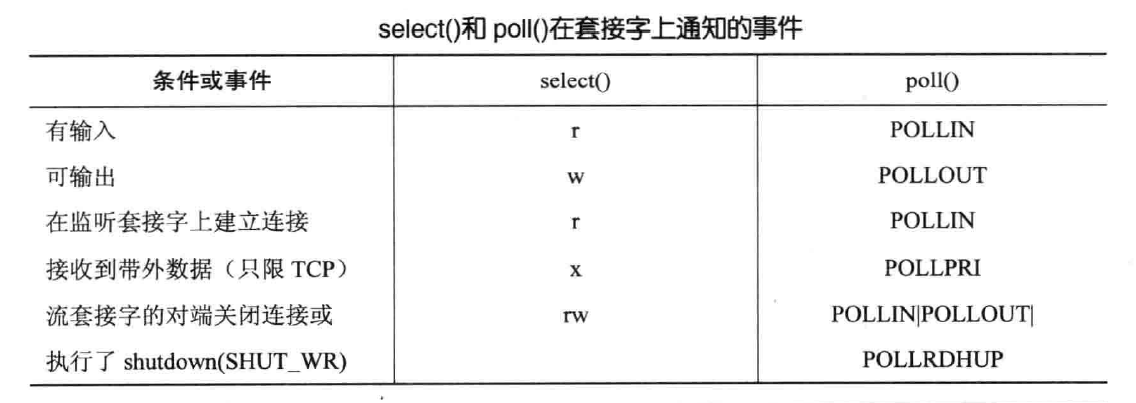 select()和 poll()在套接字上通知的事件
条件或事件 select() poll()
有输入 r POLLIN
可输出 w POLLOUT
在监听套接字上建立连接 r POLLIN
接收到带外数据（只限 TCP） x POLLPRI
流套接字的对端关闭连接或 rw POLLIN|POLLOUT|
执行了 shutdown(SHUT_WR) POLLRDHUP